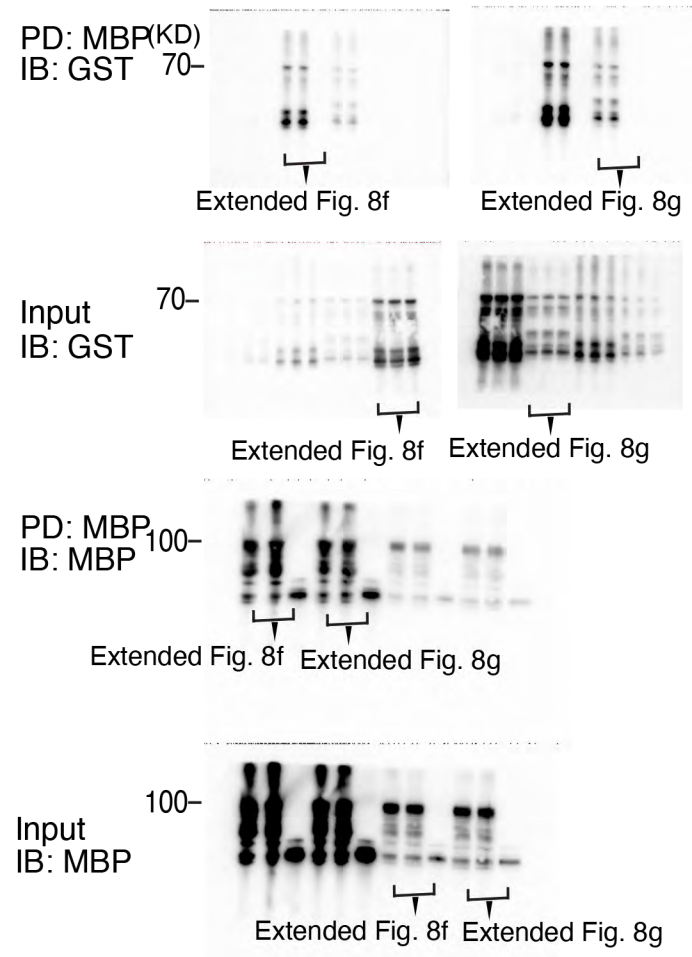 PD: MBP(KD)
IB: GST
70–
Extended Fig. 8f
Extended Fig. 8g
Input
IB: GST
70–
Extended Fig. 8f
Extended Fig. 8g
PD: MBP
IB: MBP
100–
Extended Fig. 8f
Extended Fig. 8g
100–
Input
IB: MBP
Extended Fig. 8f
Extended Fig. 8g